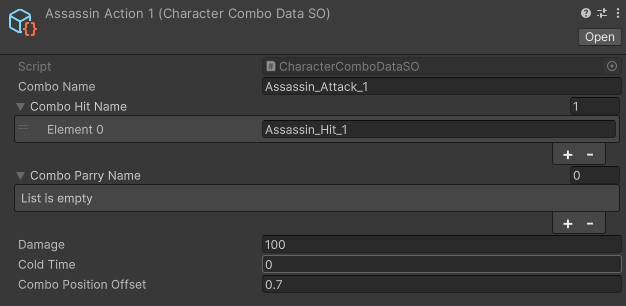 Assassin Action 1 (Character Combo Data SO)
Open
Script CharacterComboDataSO
Combo Name Assassin_Attack_1
Combo Hit Name 1
Element 0 Assassin_Hit_1
+ -
Combo Parry Name 0
List is empty
+ -
Damage 100
Cold Time 0
Combo Position Offset 0.7